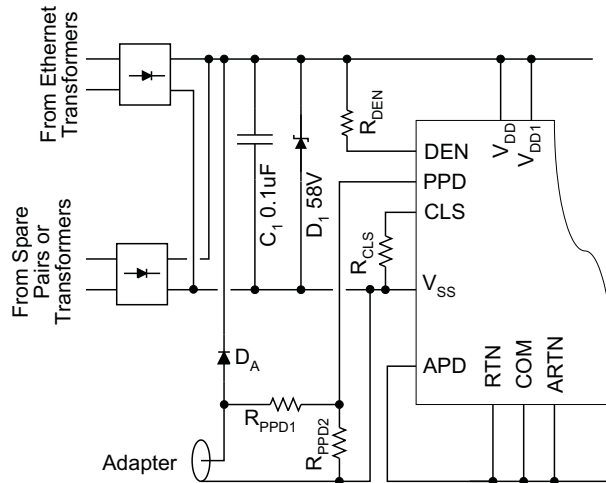 From Ethernet
Transformers
From Spare
Pairs or
Transformers
C1 0.1uF
D1 58V
RDEN
RCLS
VDD
VDD1
DEN
PPD
CLS
VSS
APD
RTN
COM
ARTN
DA
RPPD1
RPPD2
Adapter